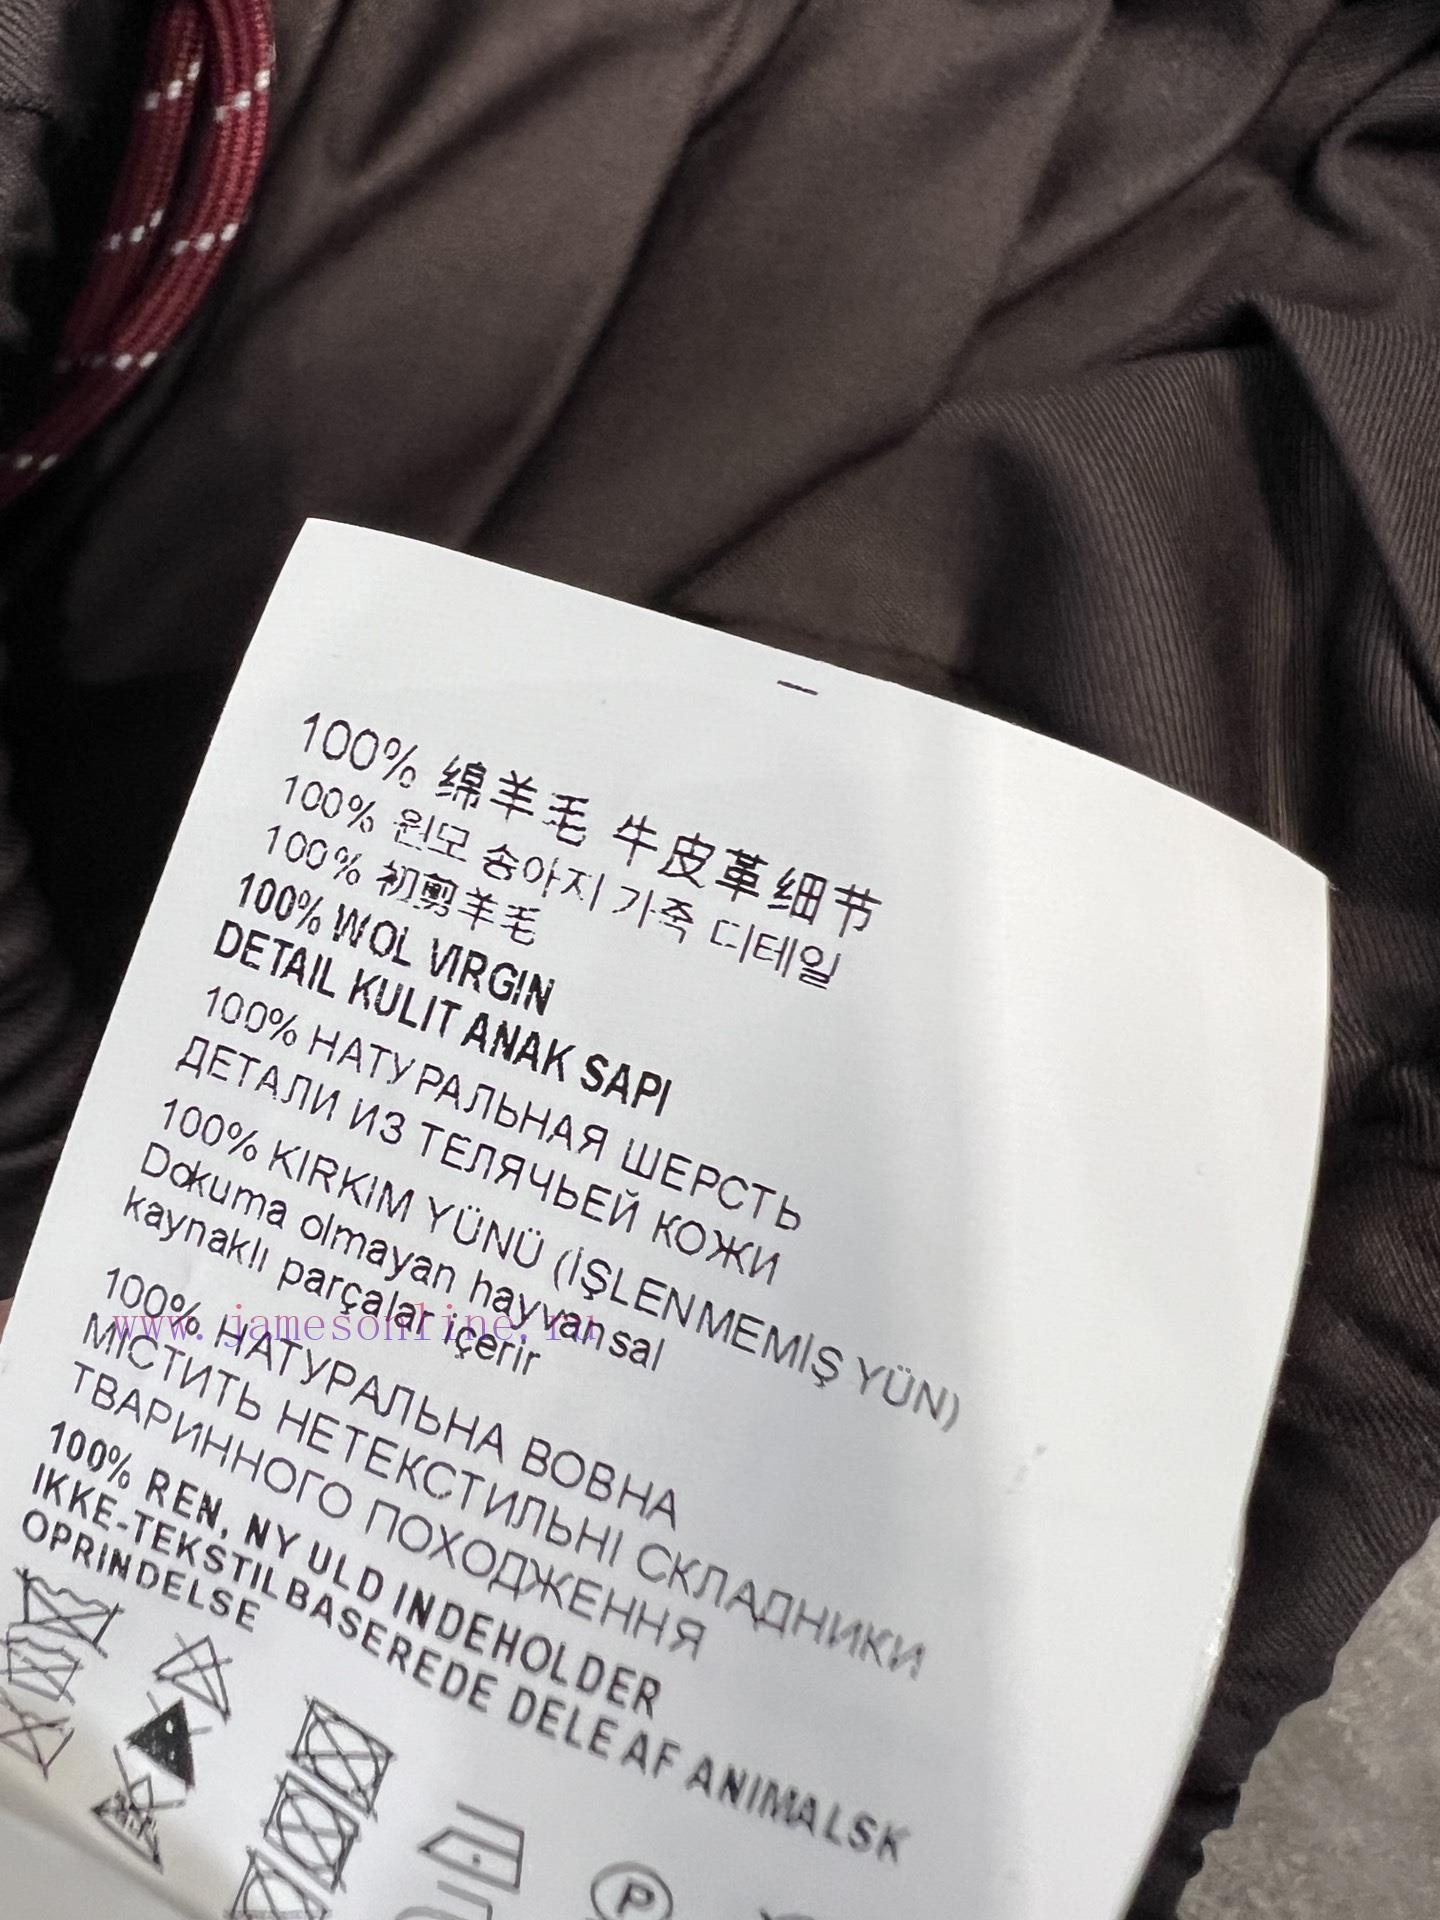 100% 绵羊毛 牛皮革细节
100% 원모 송아지 가죽 디테일
100% 初剪羊毛
100% WOL VIRGIN
DETAIL KULIT ANAK SAPI
100% НАТУРАЛЬНАЯ ШЕРСТЬ
ДЕТАЛИ ИЗ ТЕЛЯЧЬЕЙ КОЖИ
100% KIRKIM YÜNÜ (İŞLENMEMİŞ YÜN)
Dokuma olmayan hayvansal
kaynaklı parçalar içerir
100% НАТУРАЛЬНА ВОВНА
МІСТИТЬ НЕТЕКСТИЛЬНІ СКЛАДНИКИ
ТВАРИННОГО ПОХОДЖЕННЯ
100% REN, NY ULD INDEHOLDER
IKKE-TEKSTILBASEREDE DELE AF ANIMALSK
OPRINDELSE
P
www.jamesonline.ru